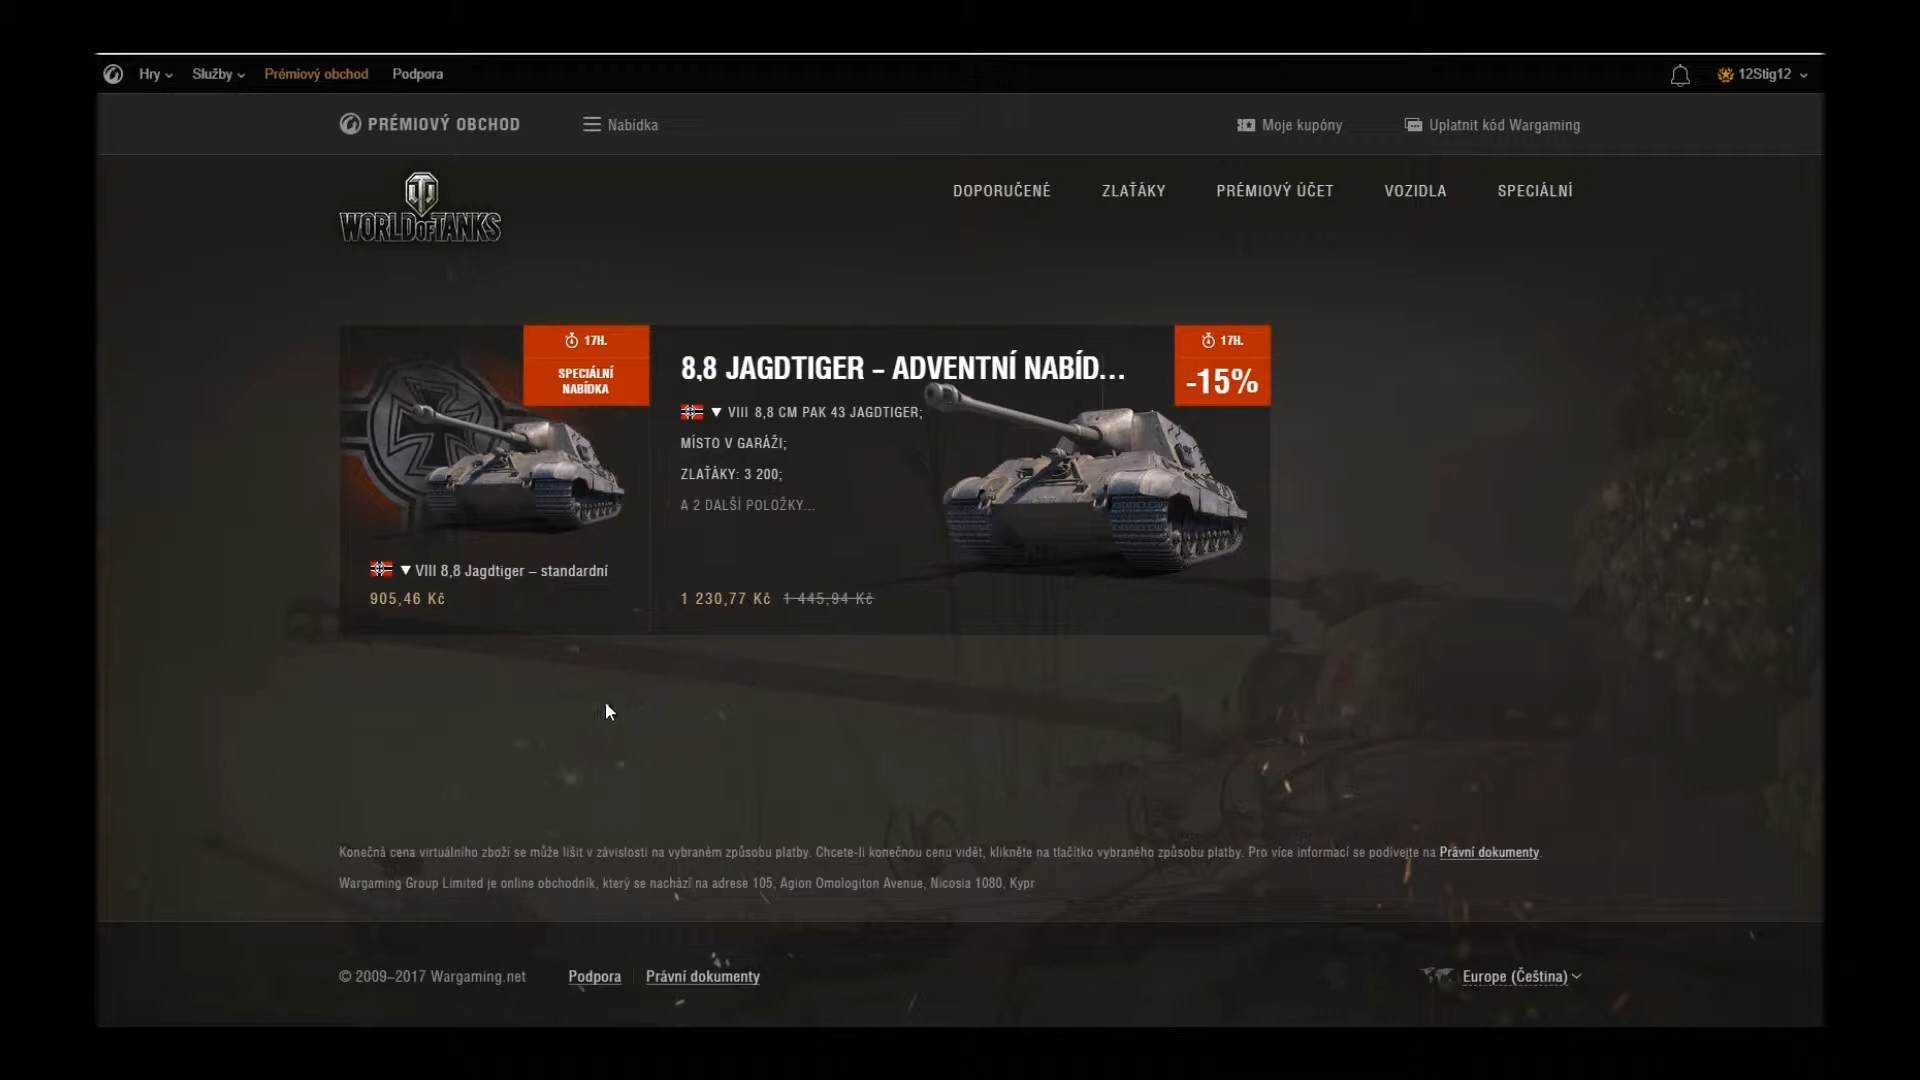 Hry
Služby
Prémiový obchod
Podpora
12Stig12
PRÉMIOVÝ OBCHOD
Nabídka
Moje kupóny
Uplatnit kód Wargaming
WORLD OF TANKS
DOPORUČENÉ
ZLAŤÁKY
PRÉMIOVÝ ÚČET
VOZIDLA
SPECIÁLNÍ
17H.
SPECIÁLNÍ
NABÍDKA
VIII 8,8 Jagdtiger – standardní
905,46 Kč
8,8 JAGDTIGER – ADVENTNÍ NABÍD...
17H.
-15%
VIII 8,8 CM PAK 43 JAGDTIGER;
MÍSTO V GARÁŽI;
ZLAŤÁKY: 3 200;
A 2 DALŠÍ POLOŽKY...
1 230,77 Kč 1 445,94 Kč
Konečná cena virtuálního zboží se může lišit v závislosti na vybraném způsobu platby. Chcete-li konečnou cenu vidět, klikněte na tlačítko vybraného způsobu platby. Pro více informací se podívejte na Právní dokumenty.
Wargaming Group Limited je online obchodník, který se nachází na adrese 105, Agion Omologiton Avenue, Nicosia 1080, Kypr
© 2009–2017 Wargaming.net
Podpora
Právní dokumenty
Europe (Čeština)